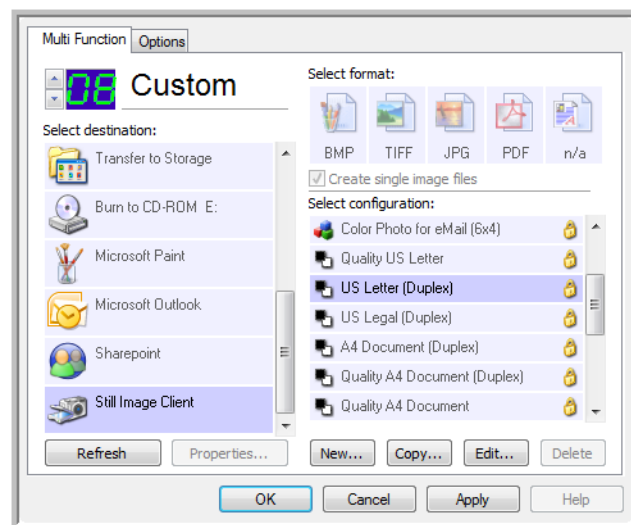 Multi Function
Options
08
Custom
Select destination:
Transfer to Storage
Burn to CD-ROM E:
Microsoft Paint
Microsoft Outlook
Sharepoint
Still Image Client
Refresh
Properties...
Select format:
BMP TIFF JPG PDF n/a
Create single image files
Select configuration:
Color Photo for eMail (6x4)
Quality US Letter
US Letter (Duplex)
US Legal (Duplex)
A4 Document (Duplex)
Quality A4 Document (Duplex)
Quality A4 Document
New... Copy... Edit... Delete
OK Cancel Apply Help